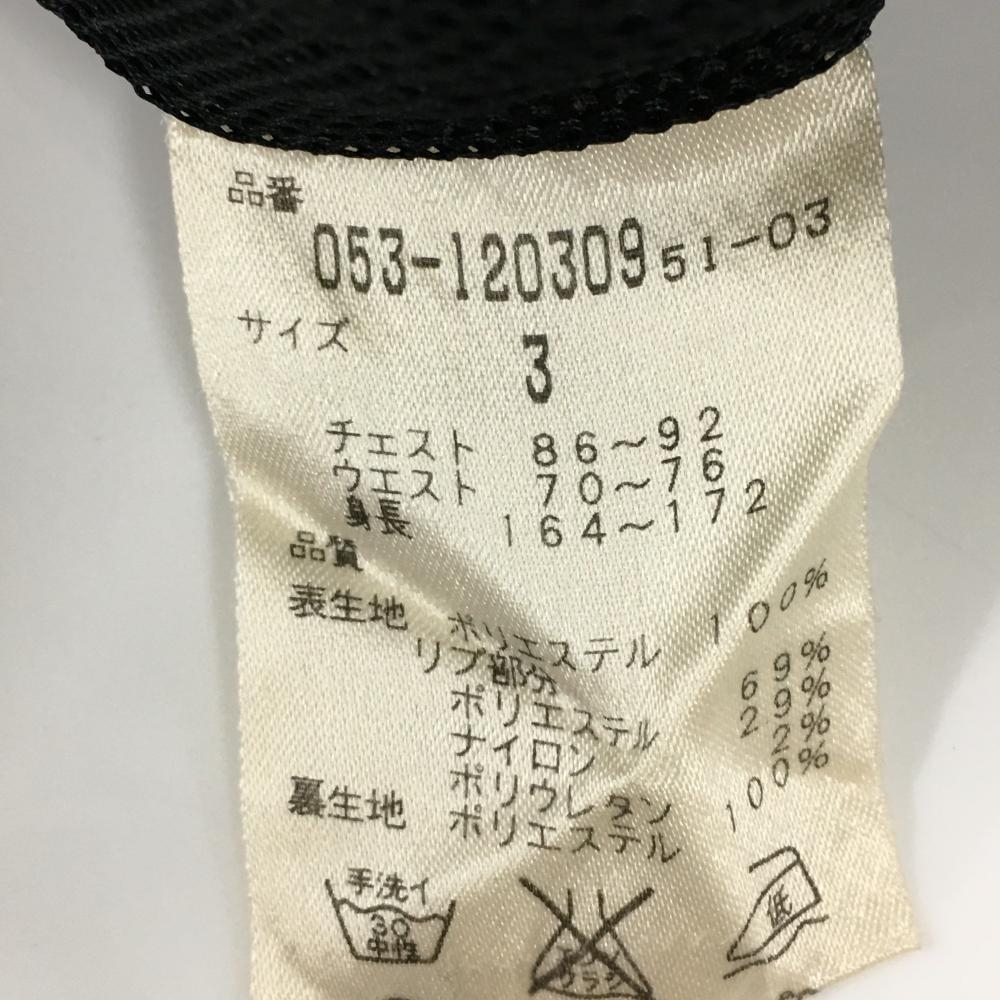 品番
053-120309 51-03
サイズ 3
チェスト 86～92
ウエスト 70～76
身長 164～172
品質
表生地 ポリエステル 100%
リブ部分
ポリエステル 69%
ナイロン 29%
ポリウレタン 2%
裏生地 ポリエステル 100%
手洗イ
30
中性
低